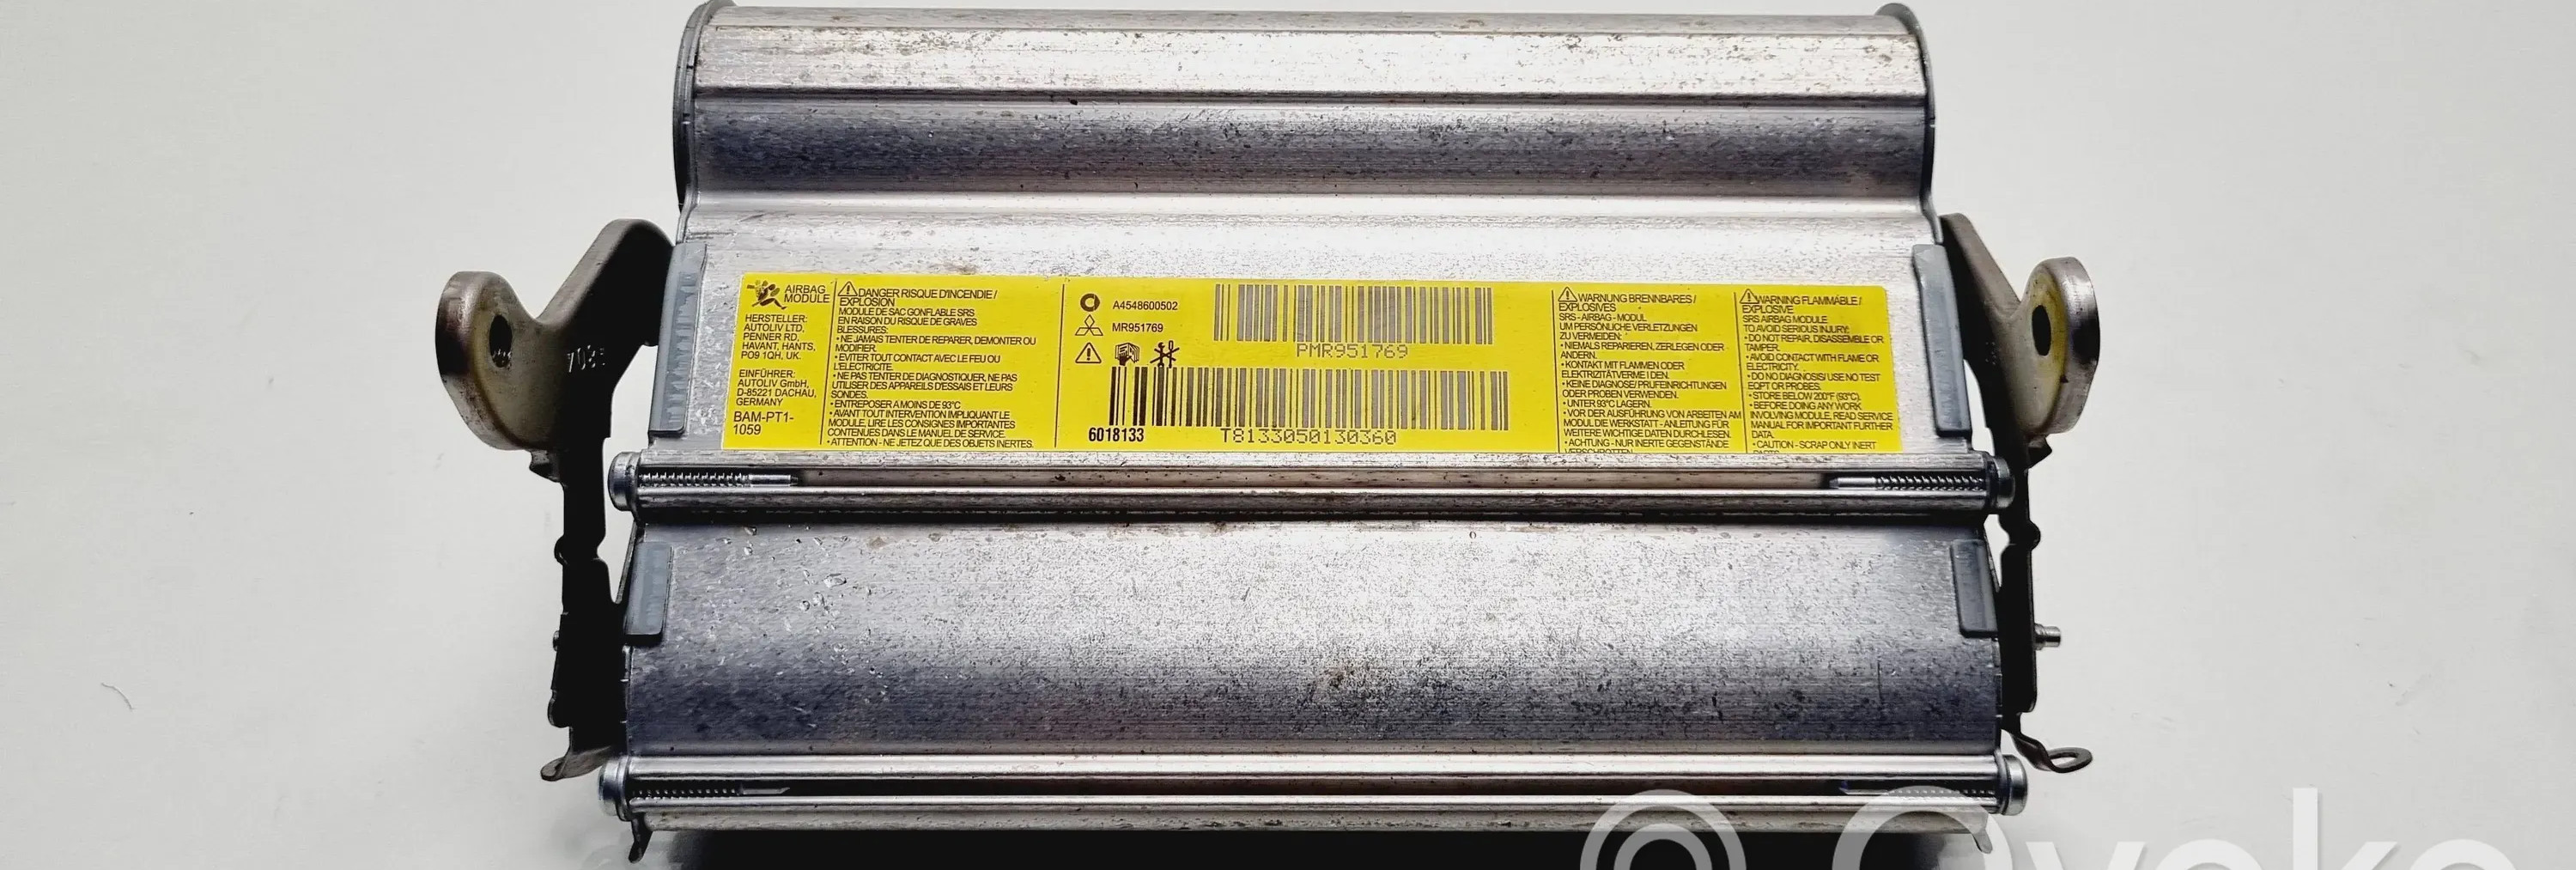 AIRBAG
MODULE
HERSTELLER:
AUTOLIV LTD.
PENNER RD,
HAVANT, HANTS,
PO9 1QH, UK.
EINFÜHRER:
AUTOLIV GmbH,
D-85221 DACHAU,
GERMANY
BAM-PT1-
1059
DANGER RISQUE D'INCENDIE /
EXPLOSION
MODULE DE SAC GONFLABLE SRS
EN RAISON DU RISQUE DE GRAVES
BLESSURES:
• NE JAMAIS TENTER DE REPARER, DEMONTER OU
MODIFIER.
• EVITER TOUT CONTACT AVEC LE FEU OU
L'ELECTRICITE.
• NE PAS TENTER DE DIAGNOSTIQUER, NE PAS
UTILISER DES APPAREILS D'ESSAIS ET LEURS
SONDES.
• ENTREPOSER A MOINS DE 93°C
• AVANT TOUT INTERVENTION IMPLIQUANT LE
MODULE, LIRE LES CONSIGNES IMPORTANTES
CONTENUES DANS LE MANUEL DE SERVICE.
• ATTENTION - NE JETEZ QUE DES OBJETS INERTES.
A4548600502
MR951769
PMR951769
6018133
T8133050130360
WARNUNG BRENNBARES /
EXPLOSIVES
SRS - AIRBAG - MODUL
UM PERSÖNLICHE VERLETZUNGEN
ZU VERMEIDEN:
• NIEMALS REPARIEREN, ZERLEGEN ODER
ÄNDERN.
• KONTAKT MIT FLAMMEN ODER
ELEKTRIZITÄT VERMEIDEN.
• KEINE DIAGNOSE / PRÜFEINRICHTUNGEN
ODER PROBEN VERWENDEN.
• UNTER 93°C LAGERN.
• VOR DER AUSFÜHRUNG VON ARBEITEN AM
MODUL DIE WERKSTATT - ANLEITUNG FÜR
WEITERE WICHTIGE DATEN DURCHLESEN.
• ACHTUNG - NUR INERTE GEGENSTÄNDE
VERSCHROTTEN
WARNING FLAMMABLE /
EXPLOSIVE
SRS AIRBAG MODULE
TO AVOID SERIOUS INJURY:
• DO NOT REPAIR, DISASSEMBLE OR
TAMPER.
• AVOID CONTACT WITH FLAME OR
ELECTRICITY.
• DO NO DIAGNOSIS/ USE NO TEST
EQPT OR PROBES.
• STORE BELOW 200°F (93°C).
• BEFORE DOING ANY WORK
INVOLVING MODULE, READ SERVICE
MANUAL FOR IMPORTANT FURTHER
DATA.
• CAUTION - SCRAP ONLY INERT
PARTS
Ovoko